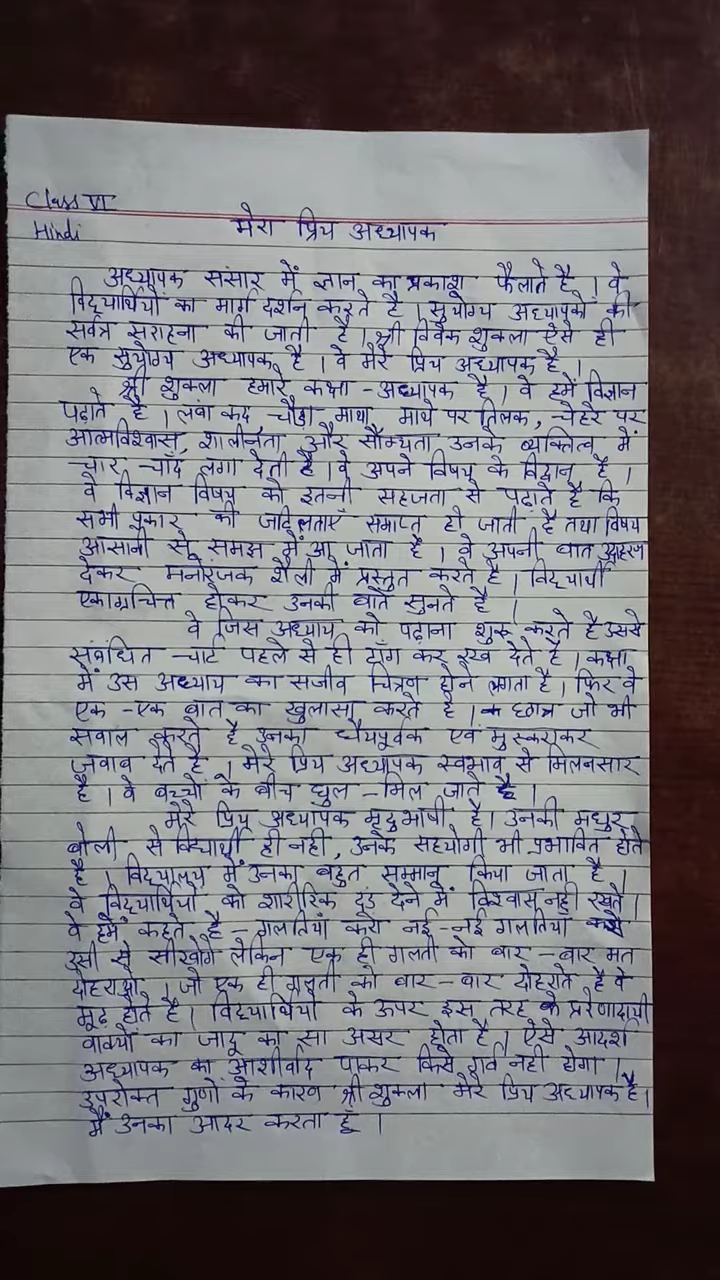 Class VI
Hindi
मेरा प्रिय अध्यापक
अध्यापक संसार में ज्ञान का प्रकाश फैलाते है । वे
विद्यार्थियों का मार्ग दर्शन करते है । सुयोग्य अध्यापको की
सर्वत्र सराहना की जाती है । श्री विवेक शुक्ला ऐसे ही
एक सुयोग्य अध्यापक है । वे मेरे प्रिय अध्यापक है ।
श्री शुक्ला हमारे कक्षा - अध्यापक है । वे हमें विज्ञान
पढ़ाते है । लंबा कद, चौड़ा माथा, माथे पर तिलक, चेहरे पर
आत्मविश्वास, शालीनता और सौम्यता उनके व्यक्तित्व में
चार चाँद लगा देती है । वे अपने विषय के विद्वान है ।
वे विज्ञान विषय को इतनी सहजता से पढ़ाते है कि
सभी प्रकार की जटिलताएँ समाप्त हो जाती है तथा विषय
आसानी से समझ में आ जाता है । वे अपनी बात उदाहरण
देकर मनोरंजक शैली में प्रस्तुत करते है । विद्यार्थी
एकाग्रचित्त होकर उनकी बाते सुनते है ।
वे जिस अध्याय को पढ़ाना शुरू करते है उससे
संबंधित चार्ट पहले से ही टाँग कर रख देते है । कक्षा
में उस अध्याय का सजीव चित्रण होने लगता है । फिर वे
एक - एक बात का खुलासा करते है । छात्र जो भी
सवाल करते है उनका धैर्यपूर्वक एवं मुस्कराकर
जवाब देते है । मेरे प्रिय अध्यापक स्वभाव से मिलनसार
है । वे बच्चो के बीच घुल - मिल जाते है ।
मेरे प्रिय अध्यापक मृदुभाषी है । उनकी मधुर
बोली से विद्यार्थी ही नही, उनके सहयोगी भी प्रभावित होते
है । विद्यालय में उनका बहुत सम्मान किया जाता है ।
वे विद्यार्थियो को शारीरिक दंड देने में विश्वास नही रखते ।
वे हमें कहते है - गलतियाँ करो नई - नई गलतियाँ करो
उसी से सीखोगे लेकिन एक ही गलती को बार - बार मत
दोहराओ । जो एक ही गलती को बार - बार दोहराते है वे
मूढ़ होते है । विद्यार्थियो के ऊपर इस तरह के प्ररेणादायी
वाक्यों का जादू का सा असर होता है । ऐसे आदर्श
अध्यापक का आशीर्वाद पाकर किसे गर्व नही होगा ।
उपरोक्त गुणो के कारण श्री शुक्ला मेरे प्रिय अध्यापक है ।
मैं उनका आदर करता हूँ ।